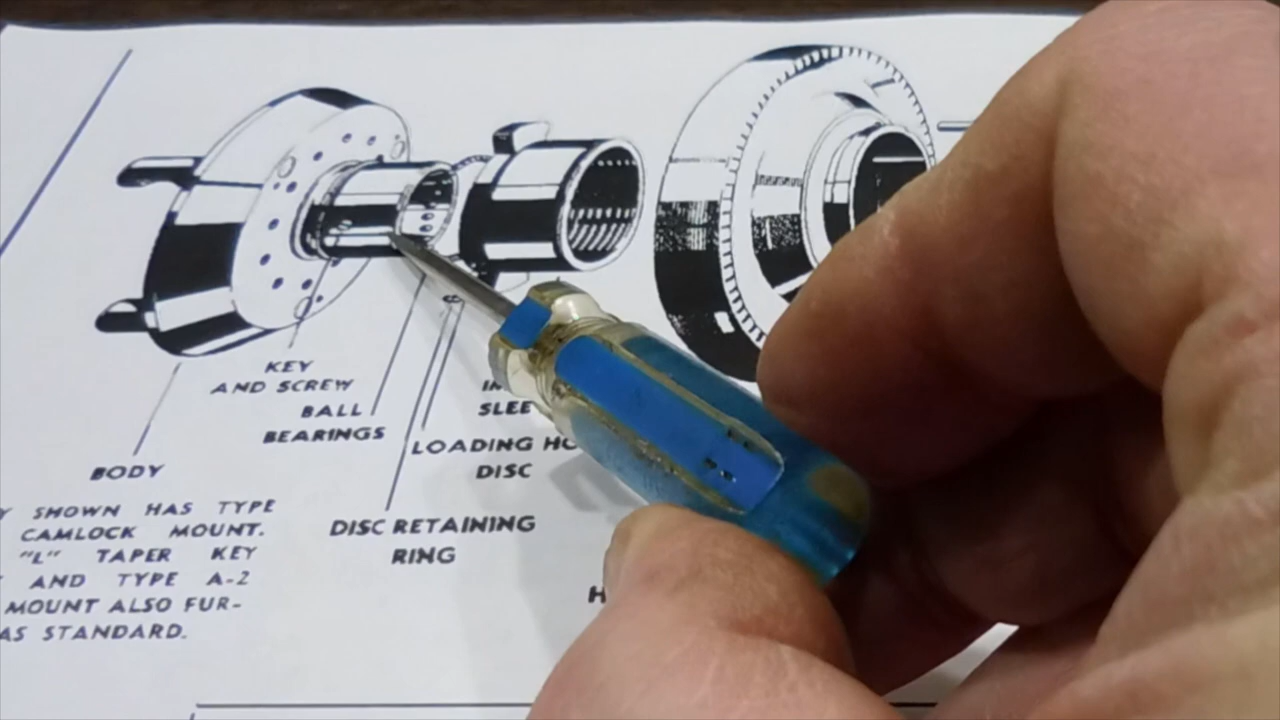 KEY
AND SCREW
BALL
BEARINGS
SLEE
LOADING HO
DISC
BODY
DISC RETAINING
RING
Y SHOWN HAS TYPE
CAMLOCK MOUNT.
"L" TAPER KEY
AND TYPE A-2
MOUNT ALSO FUR-
AS STANDARD.